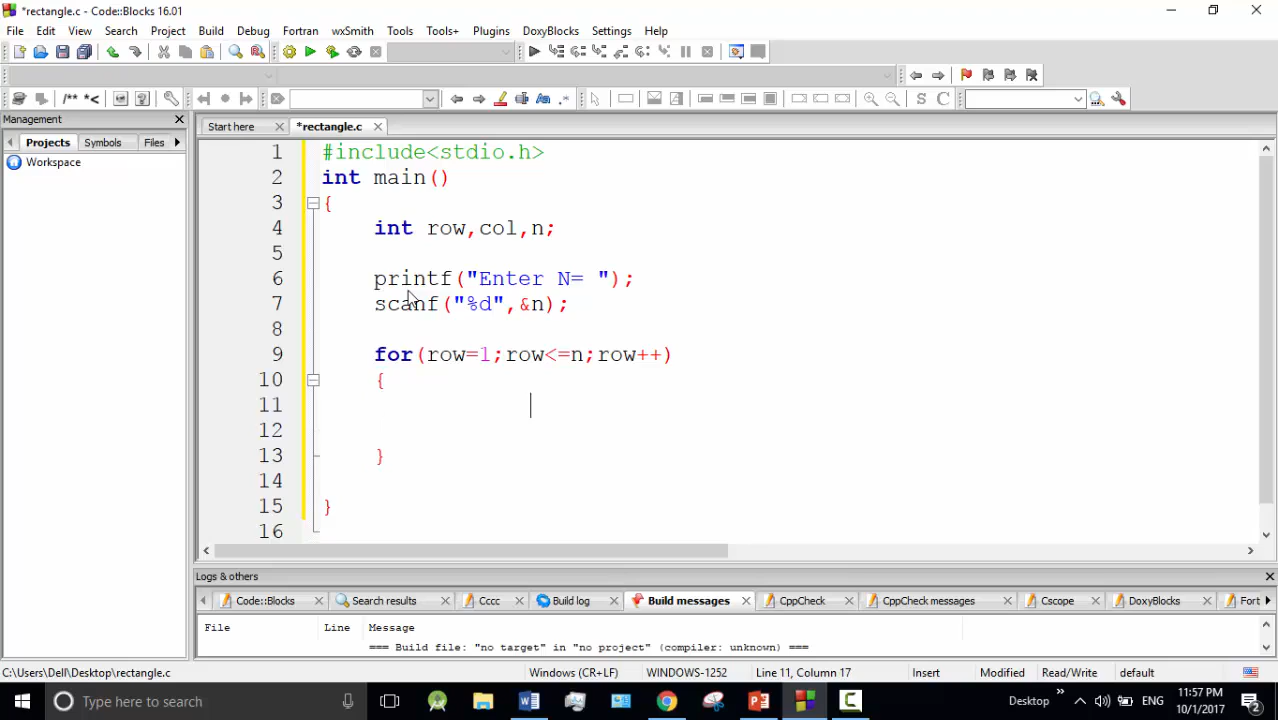 *rectangle.c - Code::Blocks 16.01
File Edit View Search Project Build Debug Fortran wxSmith Tools Tools+ Plugins DoxyBlocks Settings Help
/** *<
S C
Management
Projects Symbols Files
Workspace
Start here *rectangle.c
1 #include<stdio.h>
2 int main()
3 {
4 int row,col,n;
5
6 printf("Enter N= ");
7 scanf("%d",&n);
8
9 for(row=1;row<=n;row++)
10 {
11
12
13 }
14
15 }
16
Logs & others
Code::Blocks Search results Cccc Build log Build messages CppCheck CppCheck messages Cscope DoxyBlocks Fort
File Line Message
=== Build file: "no target" in "no project" (compiler: unknown) ===
C:\Users\Dell\Desktop\rectangle.c Windows (CR+LF) WINDOWS-1252 Line 11, Column 17 Insert Modified Read/Write default
Type here to search
Desktop ENG 11:57 PM 10/1/2017 2